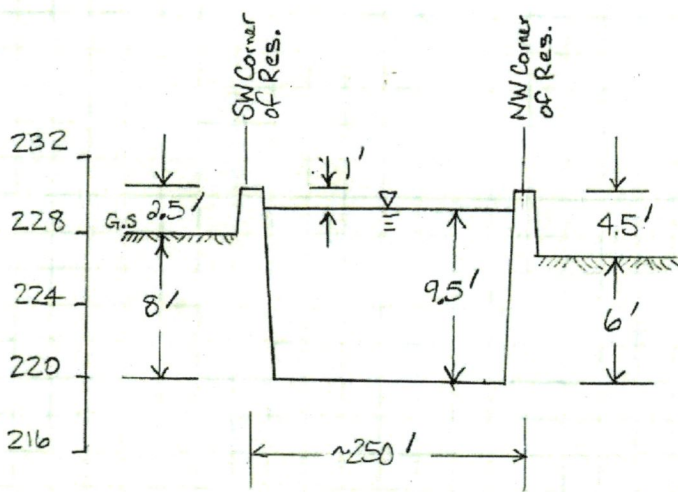 SW Corner
of Res.
NW Corner
of Res.
232
228
224
220
216
2.5'
G.S
8'
1'
9.5'
4.5'
6'
~250'